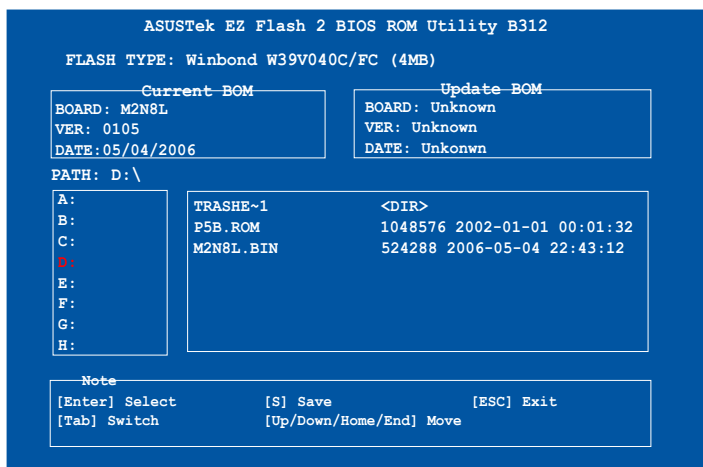 ASUSTek EZ Flash 2 BIOS ROM Utility B312
FLASH TYPE: Winbond W39V040C/FC (4MB)
Current BOM
BOARD: M2N8L
VER: 0105
DATE:05/04/2006
Update BOM
BOARD: Unknown
VER: Unknown
DATE: Unkonwn
PATH: D:\
A:
B:
C:
D:
E:
F:
G:
H:
TRASHE~1 <DIR>
P5B.ROM 1048576 2002-01-01 00:01:32
M2N8L.BIN 524288 2006-05-04 22:43:12
Note
[Enter] Select [S] Save [ESC] Exit
[Tab] Switch [Up/Down/Home/End] Move